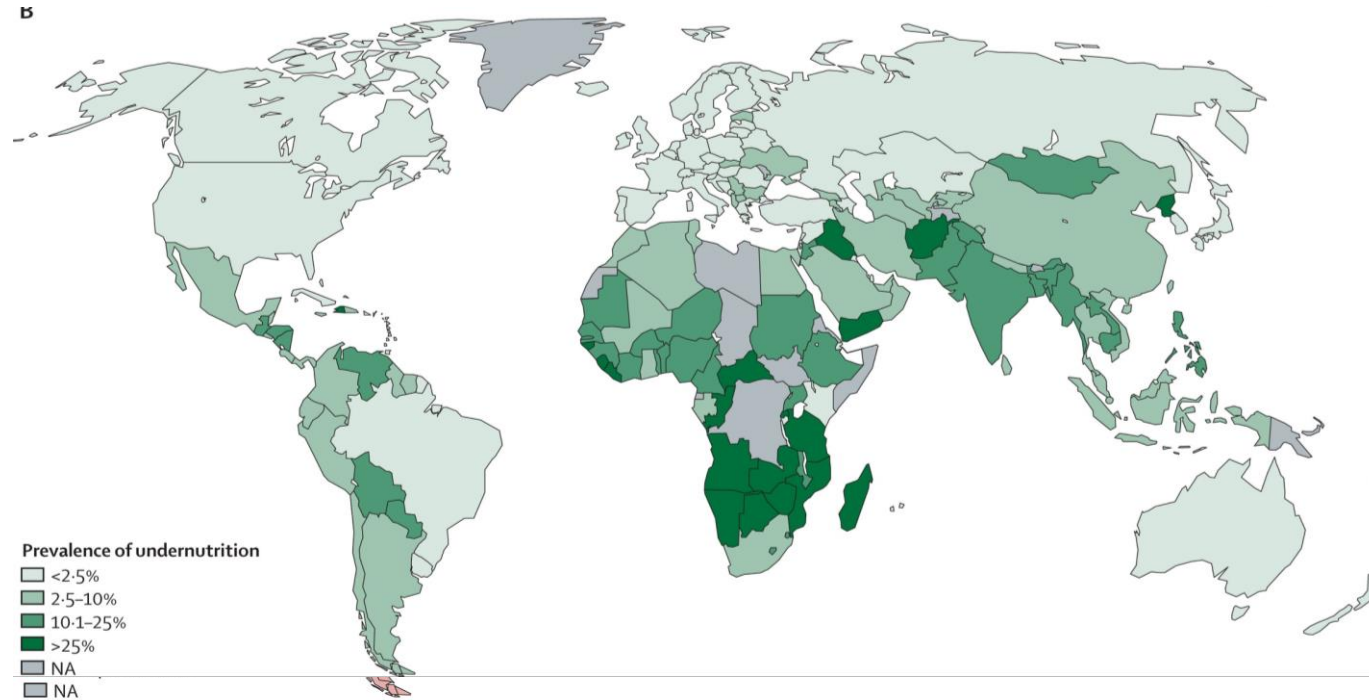 B
Prevalence of undernutrition
<2·5%
2·5–10%
10·1–25%
>25%
NA
NA